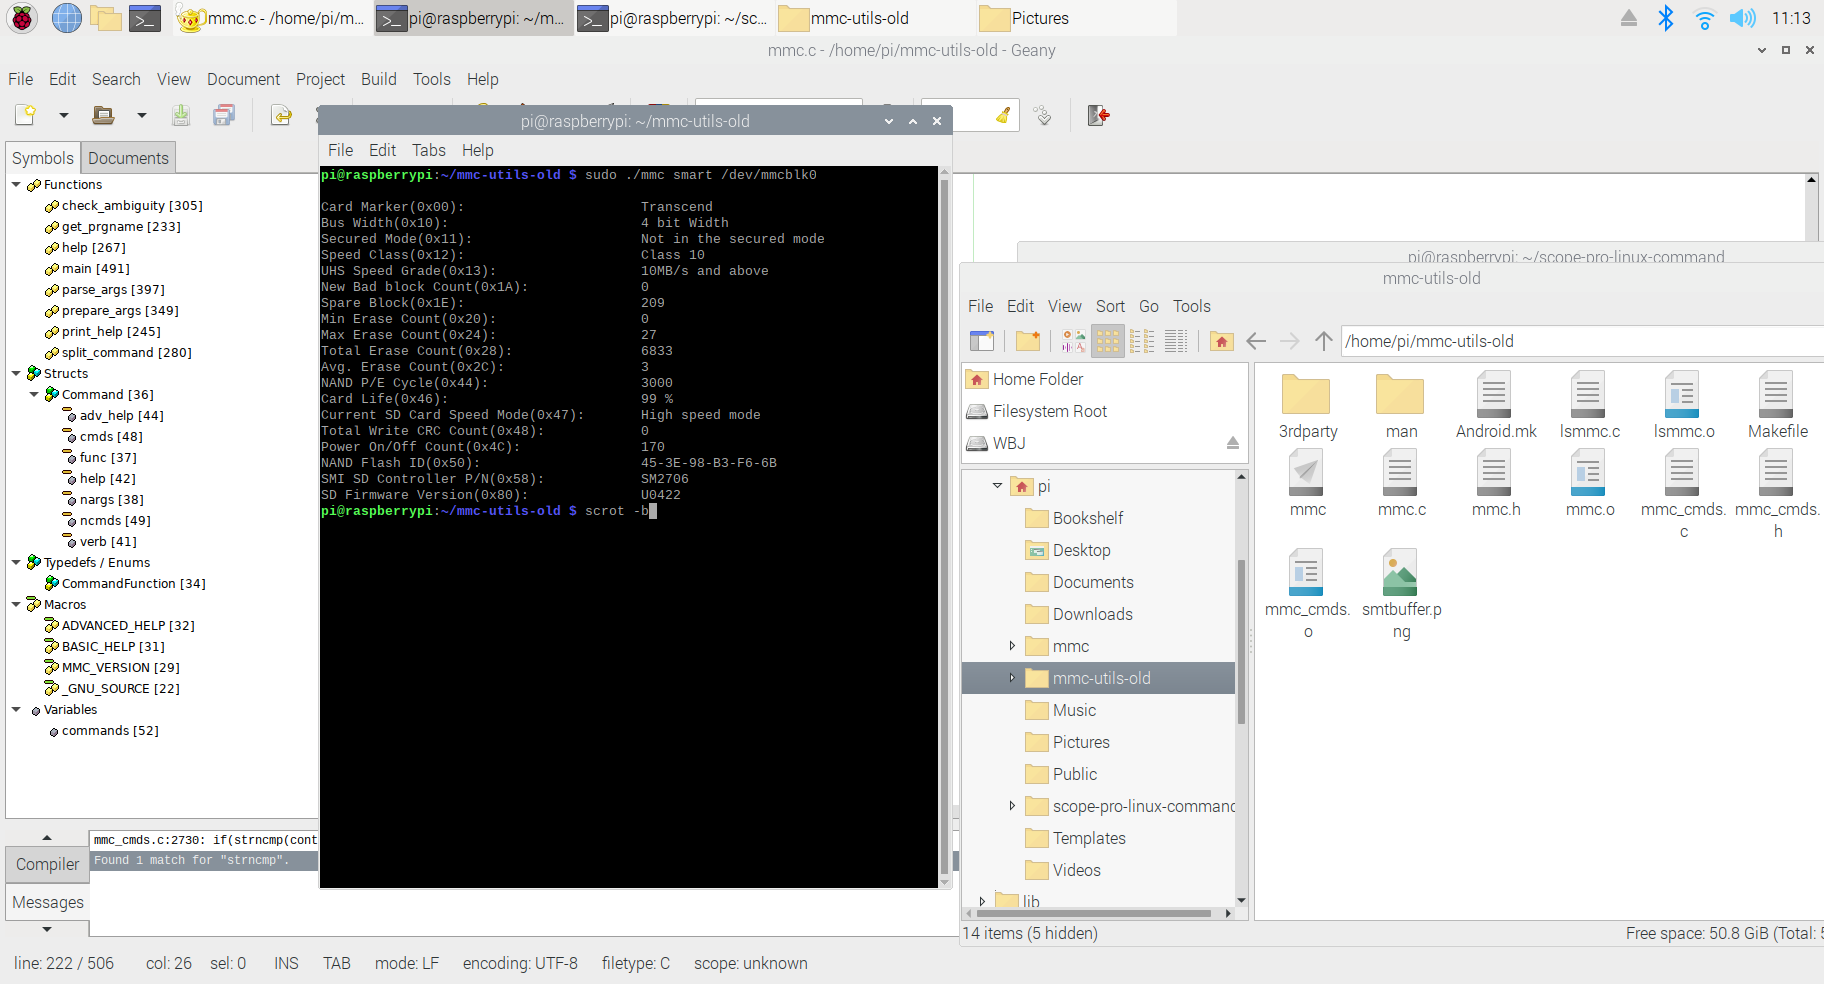 mmc.c - /home/pi/m...
pi@raspberrypi: ~/m...
pi@raspberrypi: ~/sc...
mmc-utils-old
Pictures
11:13
mmc.c - /home/pi/mmc-utils-old - Geany
File Edit Search View Document Project Build Tools Help
Symbols Documents
Functions
check_ambiguity [305]
get_prgname [233]
help [267]
main [491]
parse_args [397]
prepare_args [349]
print_help [245]
split_command [280]
Structs
Command [36]
adv_help [44]
cmds [48]
func [37]
help [42]
nargs [38]
ncmds [49]
verb [41]
Typedefs / Enums
CommandFunction [34]
Macros
ADVANCED_HELP [32]
BASIC_HELP [31]
MMC_VERSION [29]
_GNU_SOURCE [22]
Variables
commands [52]
pi@raspberrypi: ~/mmc-utils-old
File Edit Tabs Help
pi@raspberrypi:~/mmc-utils-old $ sudo ./mmc smart /dev/mmcblk0
Card Marker(0x00): Transcend
Bus Width(0x10): 4 bit Width
Secured Mode(0x11): Not in the secured mode
Speed Class(0x12): Class 10
UHS Speed Grade(0x13): 10MB/s and above
New Bad block Count(0x1A): 0
Spare Block(0x1E): 209
Min Erase Count(0x20): 0
Max Erase Count(0x24): 27
Total Erase Count(0x28): 6833
Avg. Erase Count(0x2C): 3
NAND P/E Cycle(0x44): 3000
Card Life(0x46): 99 %
Current SD Card Speed Mode(0x47): High speed mode
Total Write CRC Count(0x48): 0
Power On/Off Count(0x4C): 170
NAND Flash ID(0x50): 45-3E-98-B3-F6-6B
SMI SD Controller P/N(0x58): SM2706
SD Firmware Version(0x80): U0422
pi@raspberrypi:~/mmc-utils-old $ scrot -b
pi@raspberrypi: ~/scope-pro-linux-command
mmc-utils-old
File Edit View Sort Go Tools
/home/pi/mmc-utils-old
Home Folder
Filesystem Root
WBJ
pi
Bookshelf
Desktop
Documents
Downloads
mmc
mmc-utils-old
Music
Pictures
Public
scope-pro-linux-command
Templates
Videos
lib
3rdparty man Android.mk lsmmc.c lsmmc.o Makefile
mmc mmc.c mmc.h mmc.o mmc_cmds. mmc_cmds.
c h
mmc_cmds. smtbuffer.p
o ng
14 items (5 hidden)
Free space: 50.8 GiB (Total: 5
Compiler
Messages
mmc_cmds.c:2730: if(strncmp(cont
Found 1 match for "strncmp".
line: 222 / 506 col: 26 sel: 0 INS TAB mode: LF encoding: UTF-8 filetype: C scope: unknown